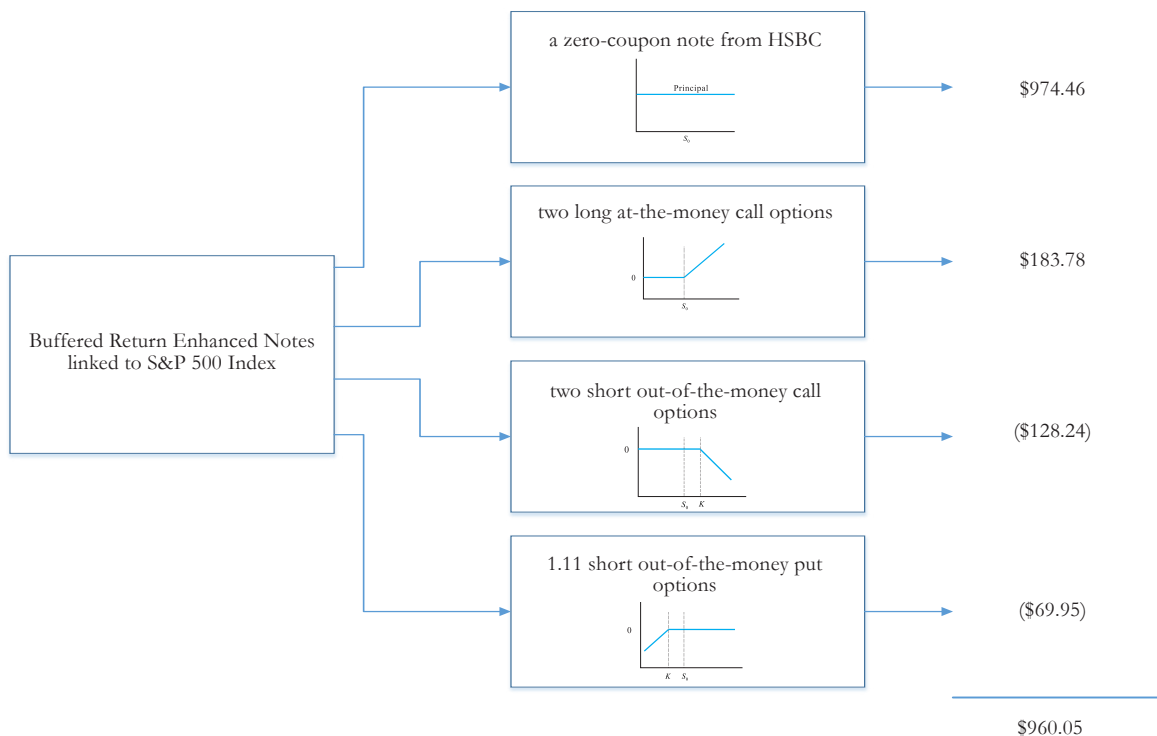 Buffered Return Enhanced Notes
linked to S&P 500 Index
a zero-coupon note from HSBC
Principal
S₀
$974.46
two long at-the-money call options
0
S₀
$183.78
two short out-of-the-money call
options
0
S₀ K
($128.24)
1.11 short out-of-the-money put
options
0
K S₀
($69.95)
$960.05